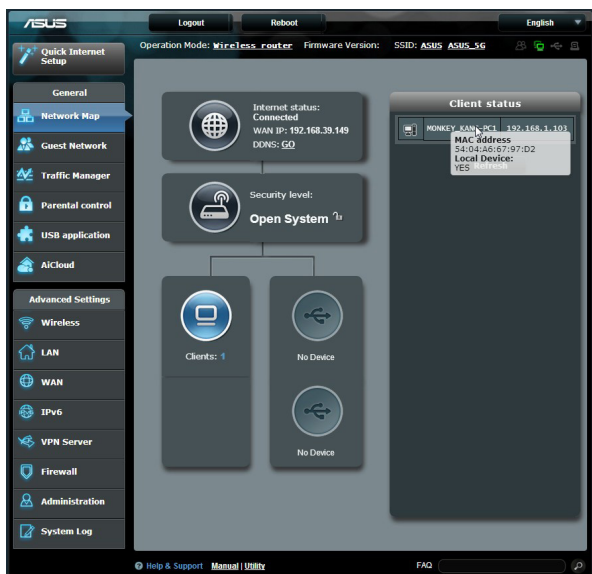 ASUS
Logout
Reboot
English
Quick Internet
Setup
Operation Mode: Wireless router Firmware Version: SSID: ASUS ASUS_5G
General
Network Map
Guest Network
Traffic Manager
Parental control
USB application
AiCloud
Advanced Settings
Wireless
LAN
WAN
IPv6
VPN Server
Firewall
Administration
System Log
Internet status:
Connected
WAN IP: 192.168.39.149
DDNS: GO
Security level:
Open System
Clients: 1
No Device
No Device
Client status
MONKEY_KANN-PC1 192.168.1.103
MAC address
54:04:A6:67:97:D2
Local Device:
YES
Refresh
Help & Support Manual | Utility
FAQ